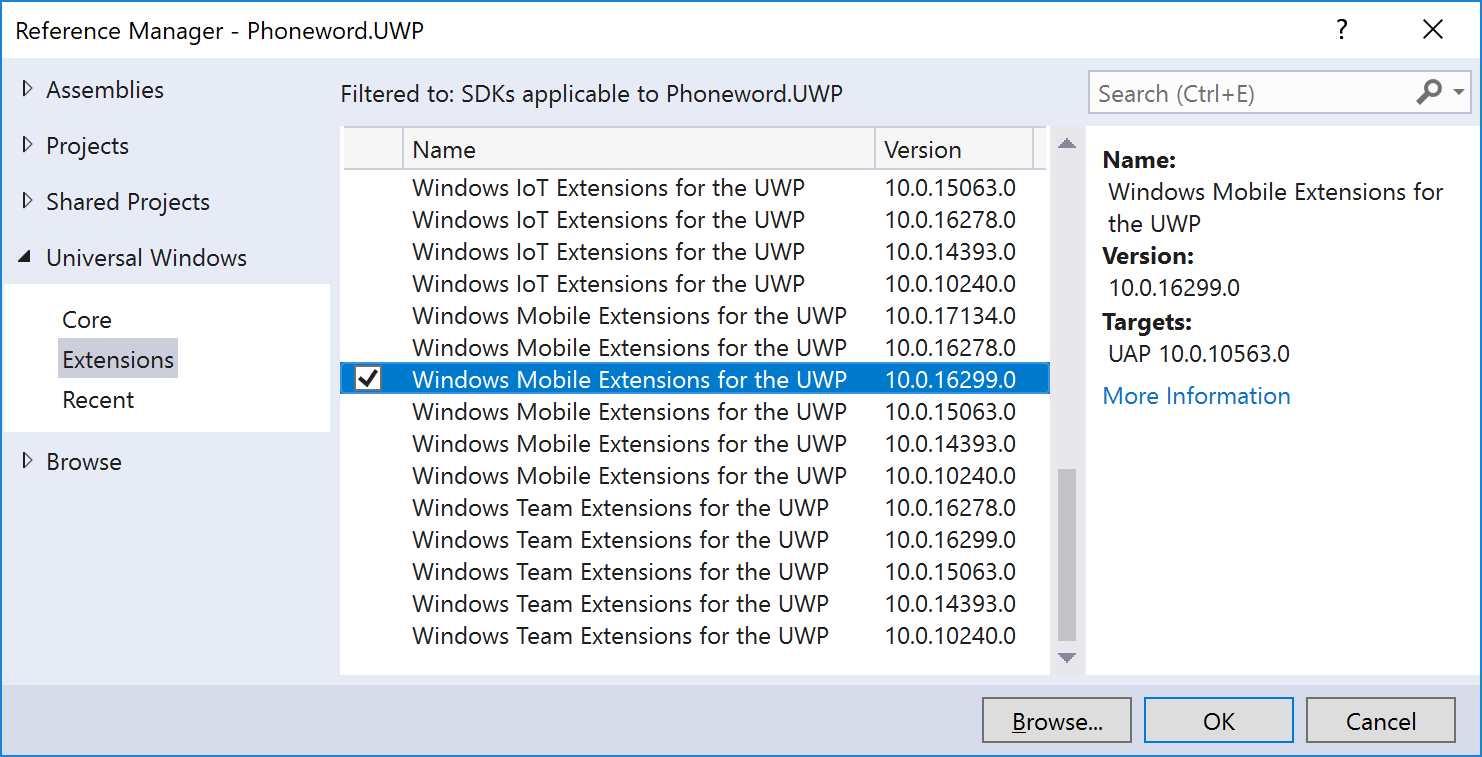 Reference Manager - Phoneword.UWP
?
Assemblies
Projects
Shared Projects
Universal Windows
Core
Extensions
Recent
Browse
Filtered to: SDKs applicable to Phoneword.UWP
Search (Ctrl+E)
Name Version
Windows IoT Extensions for the UWP 10.0.15063.0
Windows IoT Extensions for the UWP 10.0.16278.0
Windows IoT Extensions for the UWP 10.0.14393.0
Windows IoT Extensions for the UWP 10.0.10240.0
Windows Mobile Extensions for the UWP 10.0.17134.0
Windows Mobile Extensions for the UWP 10.0.16278.0
Windows Mobile Extensions for the UWP 10.0.16299.0
Windows Mobile Extensions for the UWP 10.0.15063.0
Windows Mobile Extensions for the UWP 10.0.14393.0
Windows Mobile Extensions for the UWP 10.0.10240.0
Windows Team Extensions for the UWP 10.0.16278.0
Windows Team Extensions for the UWP 10.0.16299.0
Windows Team Extensions for the UWP 10.0.15063.0
Windows Team Extensions for the UWP 10.0.14393.0
Windows Team Extensions for the UWP 10.0.10240.0
Name:
Windows Mobile Extensions for
the UWP
Version:
10.0.16299.0
Targets:
UAP 10.0.10563.0
More Information
Browse... OK Cancel